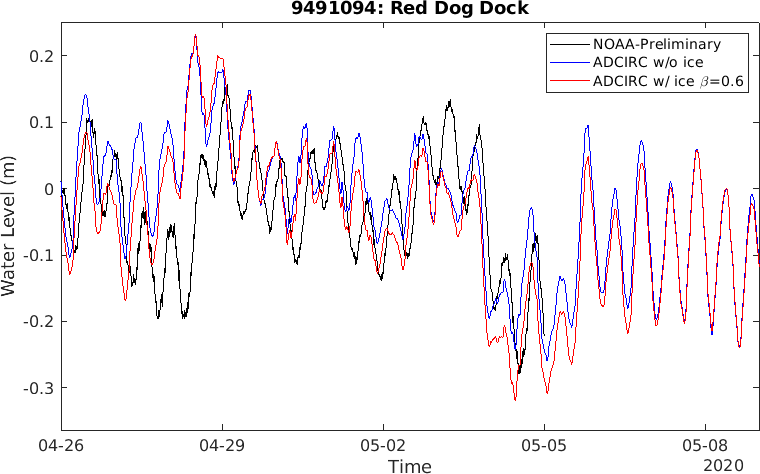 9491094: Red Dog Dock
0.2
0.1
0
-0.1
-0.2
-0.3
Water Level (m)
NOAA-Preliminary
ADCIRC w/o ice
ADCIRC w/ ice β=0.6
04-26
04-29
05-02
05-05
05-08
Time
2020